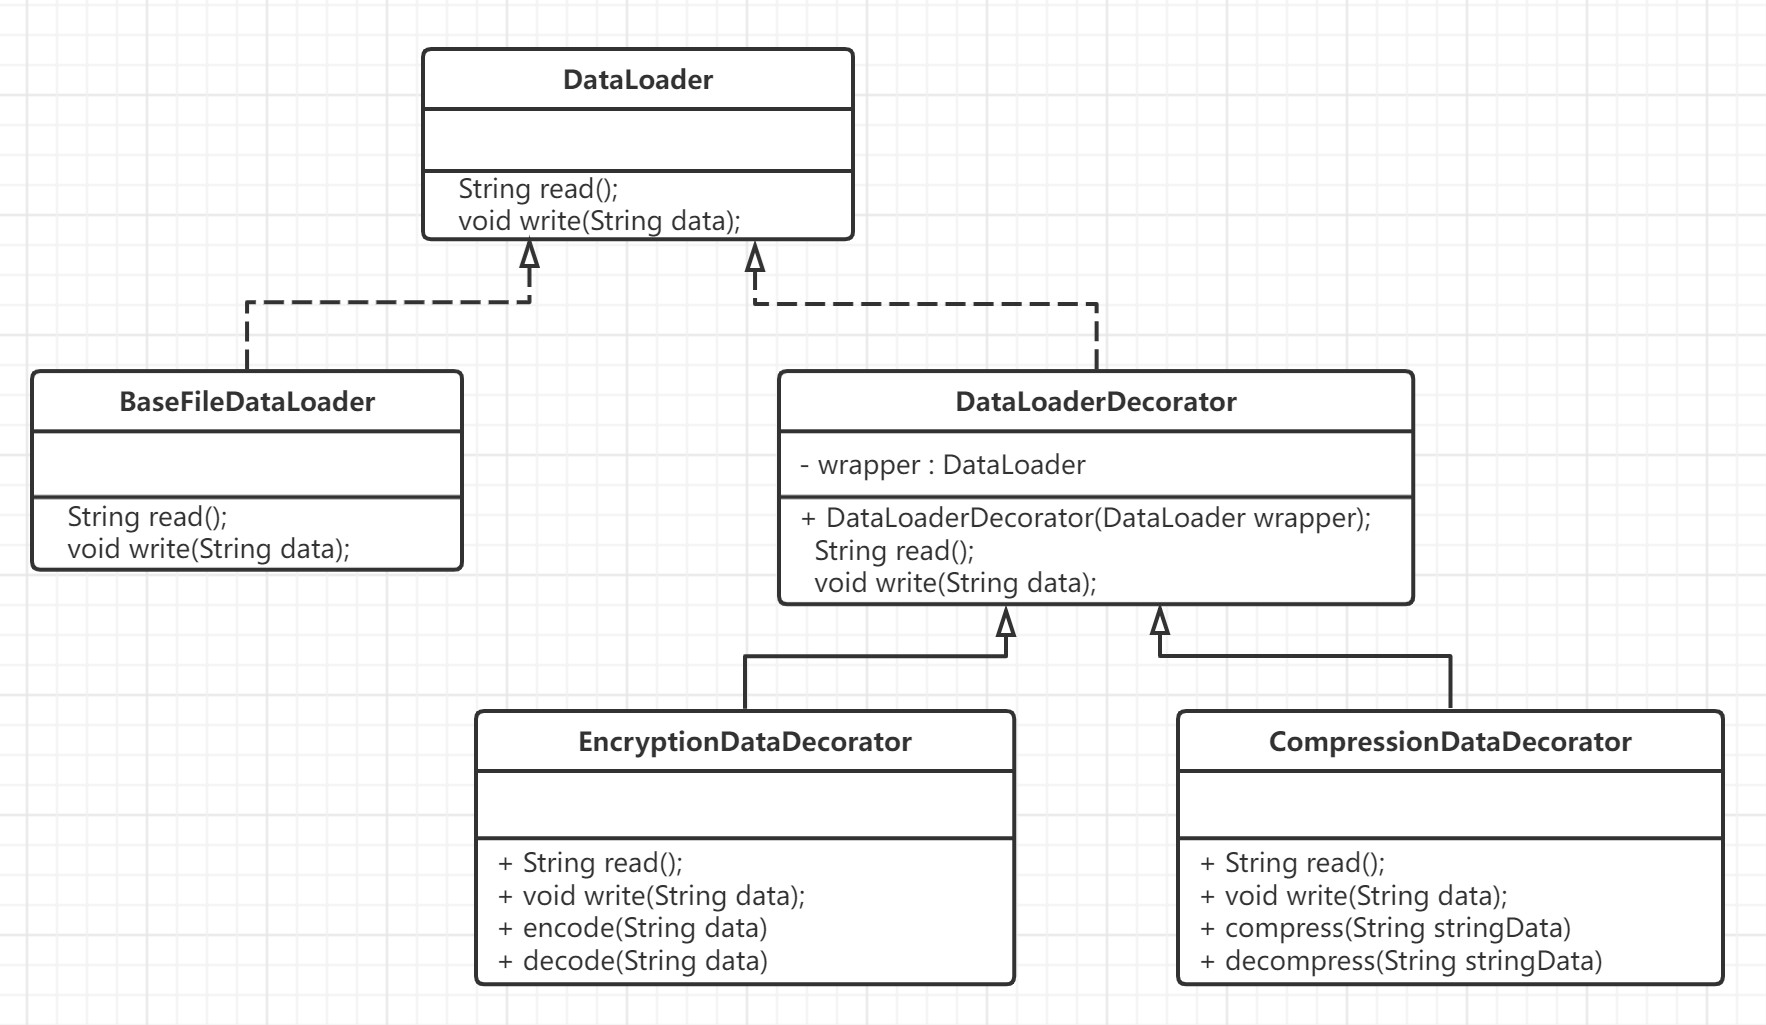 DataLoader
String read();
void write(String data);
BaseFileDataLoader
String read();
void write(String data);
DataLoaderDecorator
- wrapper : DataLoader
+ DataLoaderDecorator(DataLoader wrapper);
String read();
void write(String data);
EncryptionDataDecorator
+ String read();
+ void write(String data);
+ encode(String data)
+ decode(String data)
CompressionDataDecorator
+ String read();
+ void write(String data);
+ compress(String stringData)
+ decompress(String stringData)